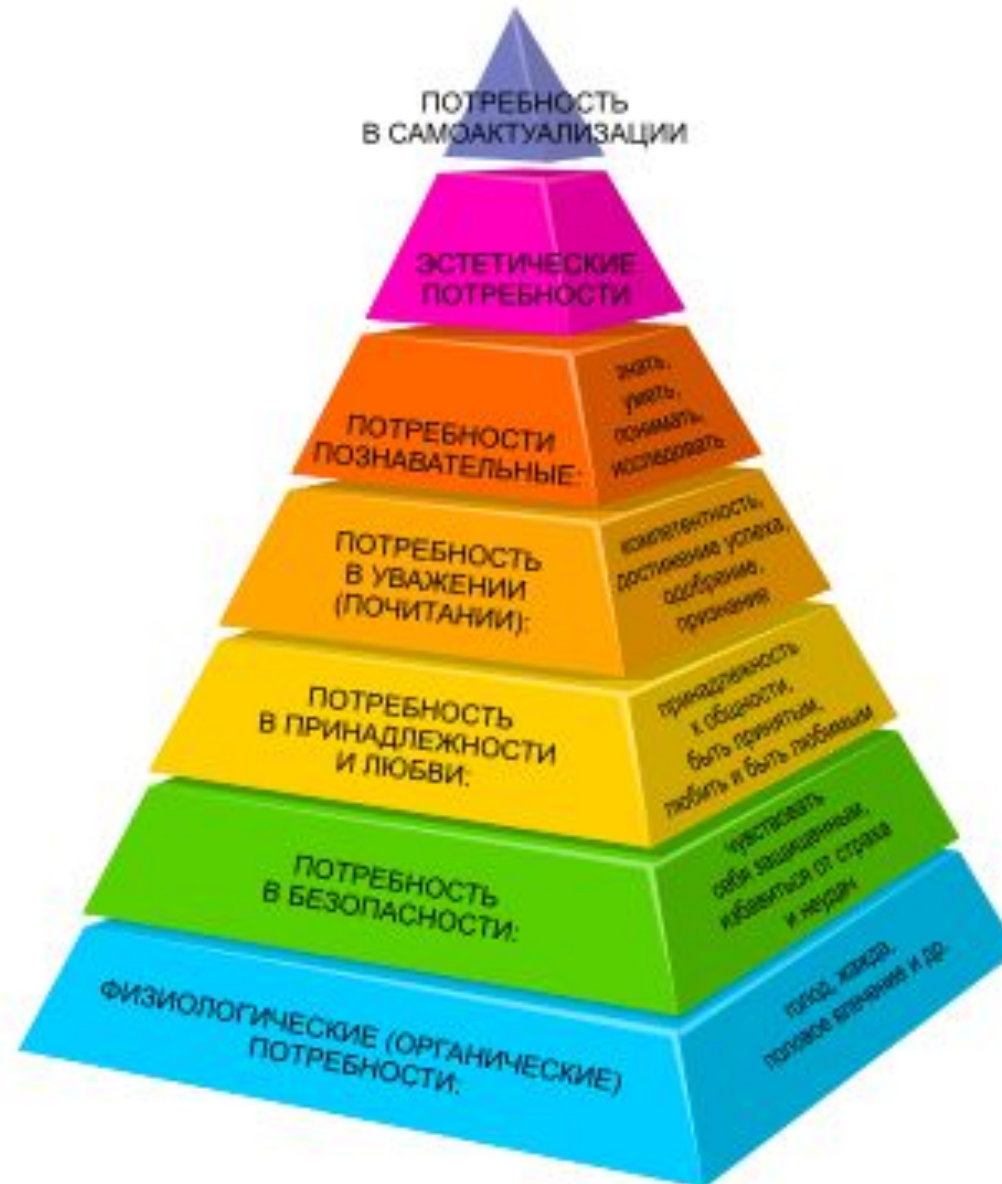 ПОТРЕБНОСТЬ
В САМОАКТУАЛИЗАЦИИ
ЭСТЕТИЧЕСКИЕ
ПОТРЕБНОСТИ
ПОТРЕБНОСТИ
ПОЗНАВАТЕЛЬНЫЕ:
знать,
уметь,
понимать,
исследовать
ПОТРЕБНОСТЬ
В УВАЖЕНИИ
(ПОЧИТАНИИ):
компетентность,
достижение успеха,
одобрение,
признание
ПОТРЕБНОСТЬ
В ПРИНАДЛЕЖНОСТИ
И ЛЮБВИ:
принадлежность
к общности,
быть принятым,
любить и быть любимым
ПОТРЕБНОСТЬ
В БЕЗОПАСНОСТИ:
чувствовать
себя защищенным,
избавиться от страха
и неудач
ФИЗИОЛОГИЧЕСКИЕ (ОРГАНИЧЕСКИЕ)
ПОТРЕБНОСТИ:
голод, жажда,
половое влечение и др.